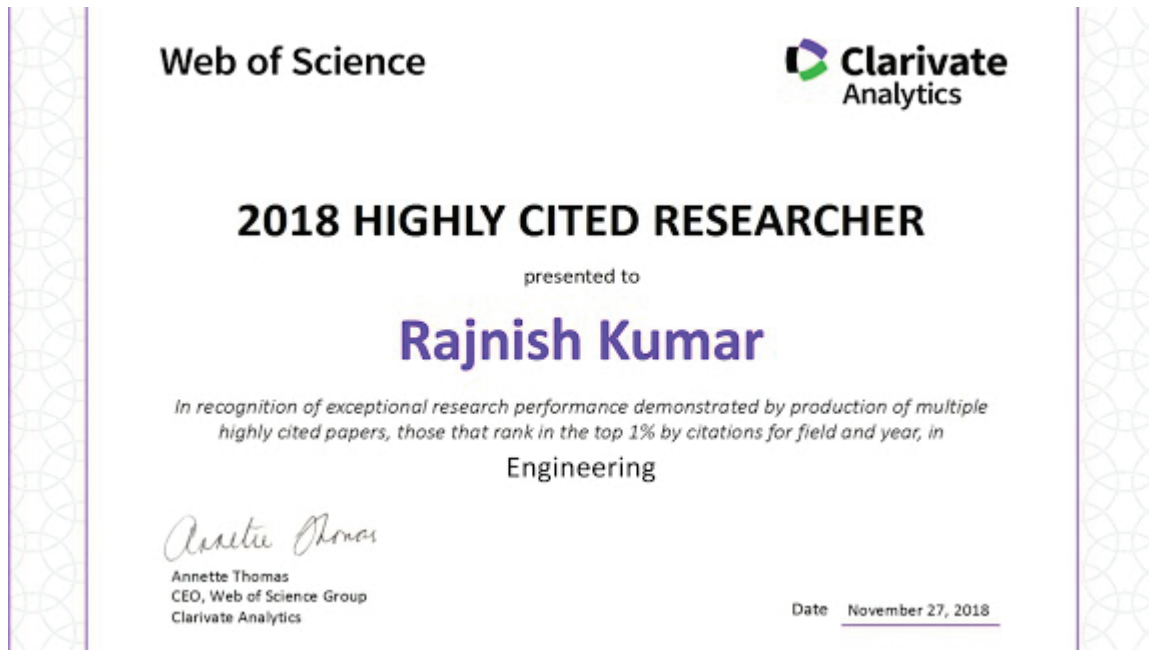 Web of Science
Clarivate
Analytics
2018 HIGHLY CITED RESEARCHER
presented to
Rajnish Kumar
In recognition of exceptional research performance demonstrated by production of multiple
highly cited papers, those that rank in the top 1% by citations for field and year, in
Engineering
Annette Thomas
Annette Thomas
CEO, Web of Science Group
Clarivate Analytics
Date November 27, 2018